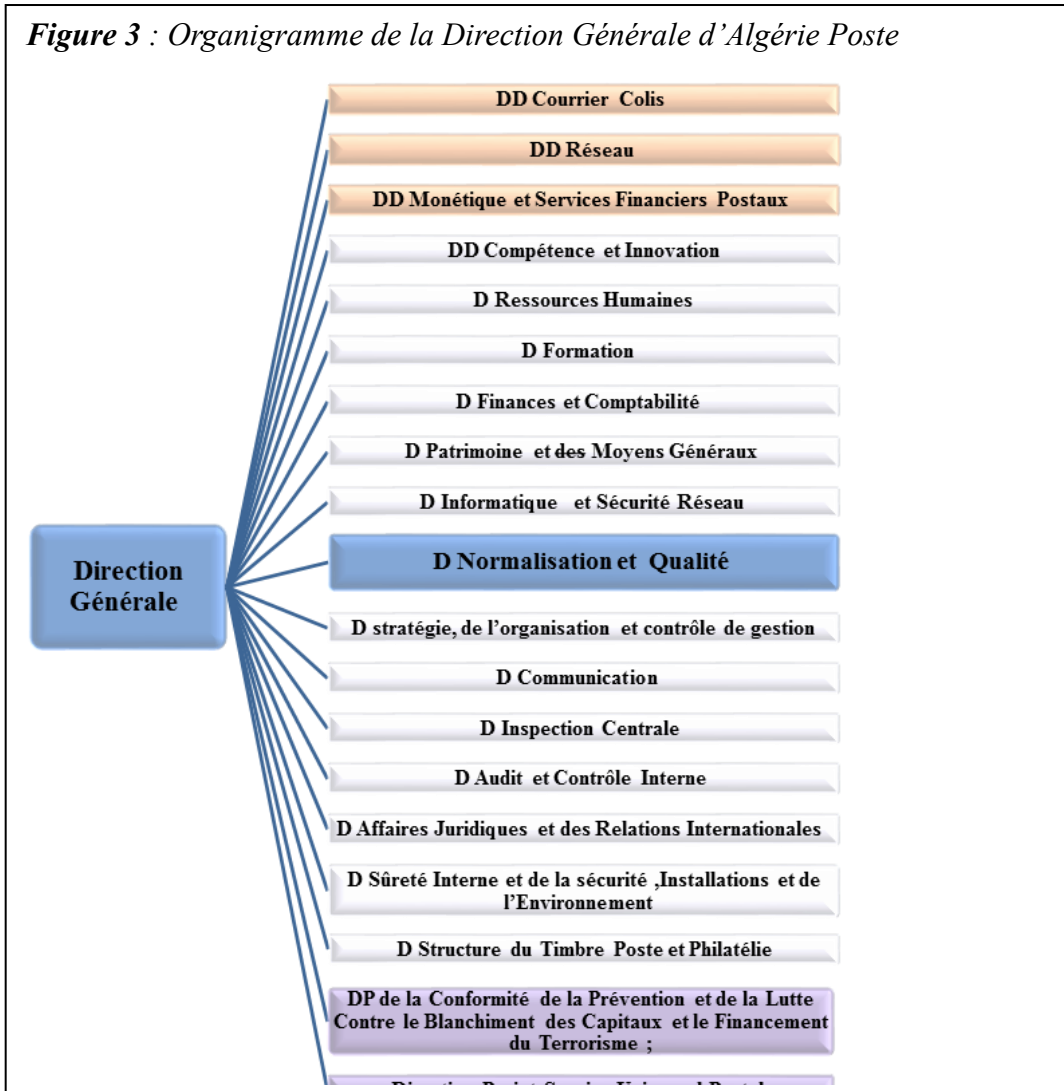 Figure 3 : Organigramme de la Direction Générale d'Algérie Poste
DD Courrier Colis
DD Réseau
DD Monétique et Services Financiers Postaux
DD Compétence et Innovation
D Ressources Humaines
D Formation
D Finances et Comptabilité
D Patrimoine et des Moyens Généraux
D Informatique et Sécurité Réseau
D Normalisation et Qualité
Direction
Générale
D stratégie, de l'organisation et contrôle de gestion
D Communication
D Inspection Centrale
D Audit et Contrôle Interne
D Affaires Juridiques et des Relations Internationales
D Sûreté Interne et de la sécurité ,Installations et de
l'Environnement
D Structure du Timbre Poste et Philatélie
DP de la Conformité de la Prévention et de la Lutte
Contre le Blanchiment des Capitaux et le Financement
du Terrorisme ;